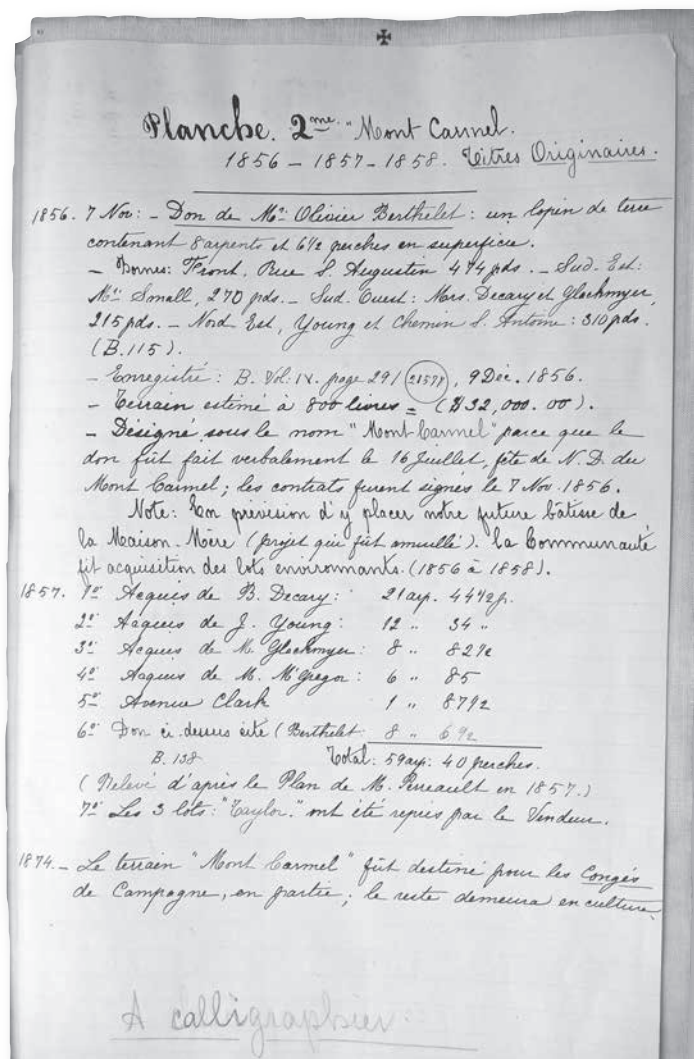 Planche. 2me. "Mont Carmel.
1856 – 1857 – 1858. Titres Originaires.
1856. 7 Nov: – Don de Mr: Olivier Berthelet: un lopin de terre
contenant 8 arpents et 6½ perches en superficie.
– Bornes: Front, Rue S. Augustin 474 pds. – Sud. Est:
Mr: Small, 270 pds. – Sud. Ouest: Mrs. Decary et Glackmyer,
215 pds. – Nord Est, Young et Chemin S. Antoine: 310 pds.
(B.115).
– Enregistré: B. Vol: IV. page 291 , 9 Déc. 1856.
– Terrain estimé à 800 livres = ($32,000.00).
– Désigné sous le nom "Mont Carmel" parce que le
don fût fait verbalement le 16 Juillet, fête de N. D. du
Mont Carmel; les contrats furent signés le 7 Nov. 1856.
Note: En prévision d'y placer notre future bâtisse de
la Maison-Mère (projet qui fût annullé). la Communauté
fit acquisition des lots environnants. (1856 à 1858).
1857. 1o Acquis de B. Decary: 21 arp. 44½ p.
2o Acquis de J. Young: 12 " 34 "
3o Acquis de M. Glackmyer: 8 " 82½
4o Acquis de M. McGregor: 6 " 85
5o Avenue Clark 1 " 87½
6o Don ci-dessus cité (Berthelet 8 " 6½
B. 138 Total: 59 arp: 40 perches.
(Relevé d'après le Plan de M. Perreault en 1857.)
7o Les 3 lots: "Taylor." ont été repris par le Vendeur.
1874. – Le terrain "Mont Carmel" fût destiné pour les Congés
de Campagne, en partie; le reste demeura en culture.
A calligraphier: